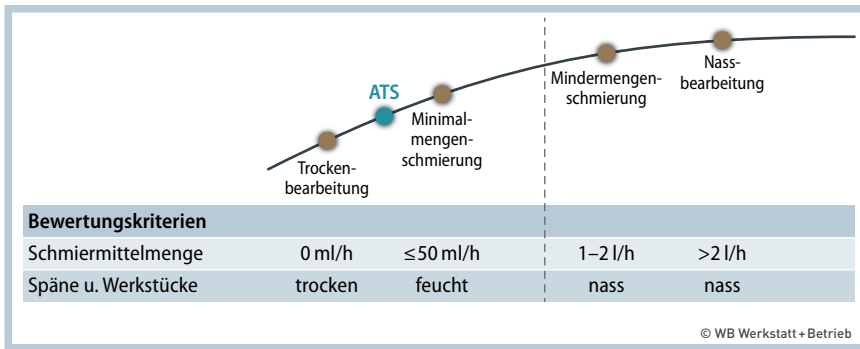 ATS
Trocken-
bearbeitung
Minimal-
mengen-
schmierung
Mindermengen-
schmierung
Nass-
bearbeitung
Bewertungskriterien
Schmiermittelmenge 0 ml/h ≤50 ml/h 1–2 l/h >2 l/h
Späne u. Werkstücke trocken feucht nass nass
© WB Werkstatt+Betrieb